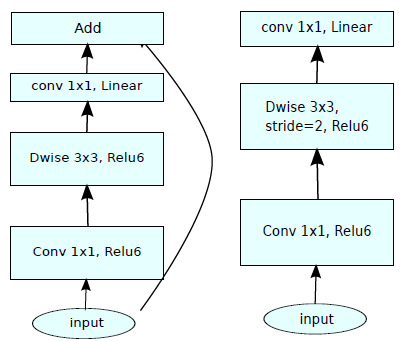 Add
conv 1x1, Linear
Dwise 3x3, Relu6
Conv 1x1, Relu6
input
conv 1x1, Linear
Dwise 3x3,
stride=2, Relu6
Conv 1x1, Relu6
input